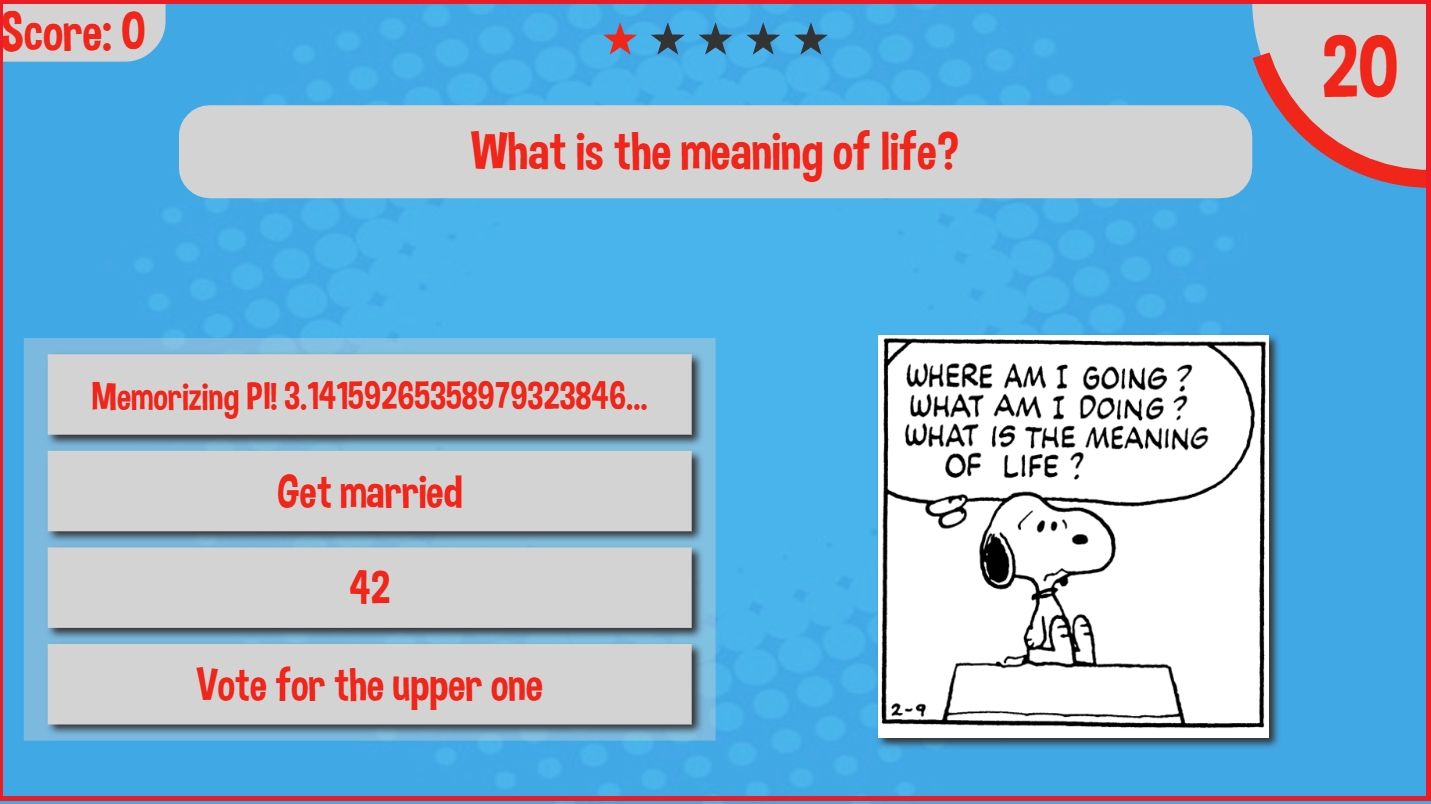 Score: 0
20
What is the meaning of life?
Memorizing PI! 3.14159265358979323846...
Get married
42
Vote for the upper one
WHERE AM I GOING?
WHAT AM I DOING?
WHAT IS THE MEANING
OF LIFE?
2-9